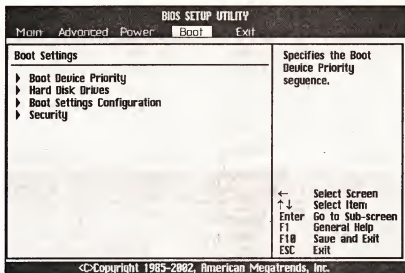 BIOS SETUP UTILITY
Main Advanced Power Boot Exit
Boot Settings
Boot Device Priority
Hard Disk Drives
Boot Settings Configuration
Security
Specifies the Boot
Device Priority
sequence.
← Select Screen
↑↓ Select Item
Enter Go to Sub-screen
F1 General Help
F10 Save and Exit
ESC Exit
<C>Copyright 1985-2002, American Megatrends, Inc.